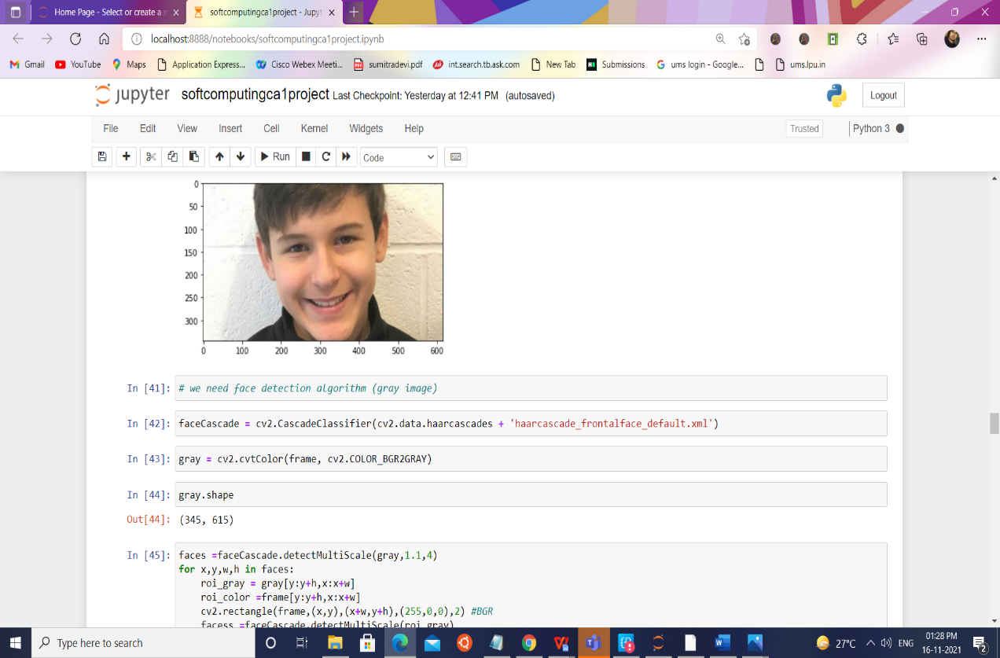 Home Page - Select or create a n
softcomputingca1project - Jupyt
localhost:8888/notebooks/softcomputingca1project.ipynb
Gmail YouTube Maps Application Express... Cisco Webex Meeti... sumitradevi.pdf int.search.tb.ask.com New Tab Submissions ums login - Google... ums.lpu.in
jupyter softcomputingca1project Last Checkpoint: Yesterday at 12:41 PM (autosaved) Logout
File Edit View Insert Cell Kernel Widgets Help Trusted Python 3
Run Code
0
50
100
150
200
250
300
0 100 200 300 400 500 600
In [41]: # we need face detection algorithm (gray image)
In [42]: faceCascade = cv2.CascadeClassifier(cv2.data.haarcascades + 'haarcascade_frontalface_default.xml')
In [43]: gray = cv2.cvtColor(frame, cv2.COLOR_BGR2GRAY)
In [44]: gray.shape
Out[44]: (345, 615)
In [45]: faces =faceCascade.detectMultiScale(gray,1.1,4)
for x,y,w,h in faces:
roi_gray = gray[y:y+h,x:x+w]
roi_color =frame[y:y+h,x:x+w]
cv2.rectangle(frame,(x,y),(x+w,y+h),(255,0,0),2) #BGR
facess =faceCascade.detectMultiScale(roi_gray)
Type here to search
27°C ENG
01:28 PM
16-11-2021
2